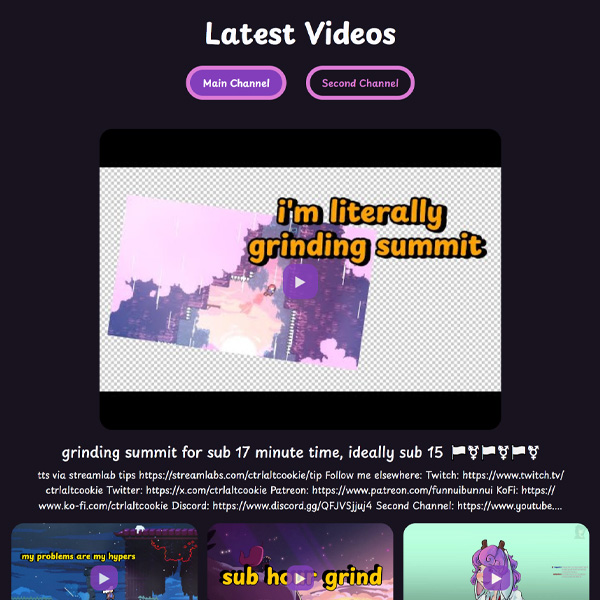 Latest Videos
Main Channel
Second Channel
i'm literally
grinding summit
grinding summit for sub 17 minute time, ideally sub 15 🏳⚧🏳⚧🏳⚧
tts via streamlab tips https://streamlabs.com/ctrlaltcookie/tip Follow me elsewhere: Twitch: https://www.twitch.tv/
ctrlaltcookie Twitter: https://x.com/ctrlaltcookie Patreon: https://www.patreon.com/funnuibunnui KoFi: https://
www.ko-fi.com/ctrlaltcookie Discord: https://www.discord.gg/QFJVSjjuj4 Second Channel: https://www.youtube....
my problems are my hypers
sub hour grind